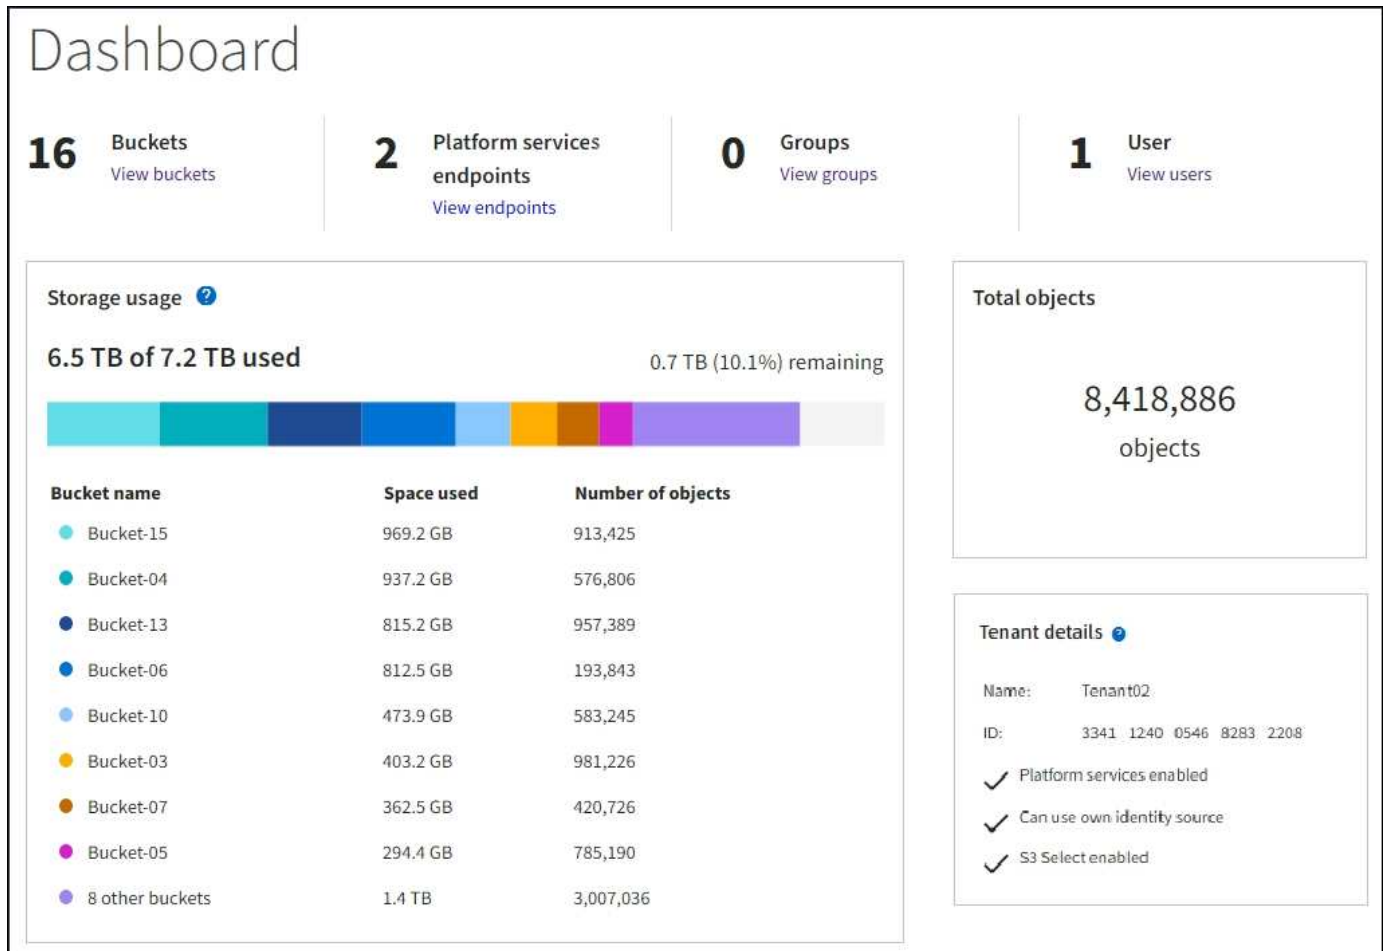 Dashboard
16 Buckets
View buckets
2 Platform services
endpoints
View endpoints
0 Groups
View groups
1 User
View users
Storage usage ?
6.5 TB of 7.2 TB used
0.7 TB (10.1%) remaining
Bucket name Space used Number of objects
Bucket-15 969.2 GB 913,425
Bucket-04 937.2 GB 576,806
Bucket-13 815.2 GB 957,389
Bucket-06 812.5 GB 193,843
Bucket-10 473.9 GB 583,245
Bucket-03 403.2 GB 981,226
Bucket-07 362.5 GB 420,726
Bucket-05 294.4 GB 785,190
8 other buckets 1.4 TB 3,007,036
Total objects
8,418,886
objects
Tenant details ?
Name: Tenant02
ID: 3341 1240 0546 8283 2208
Platform services enabled
Can use own identity source
S3 Select enabled